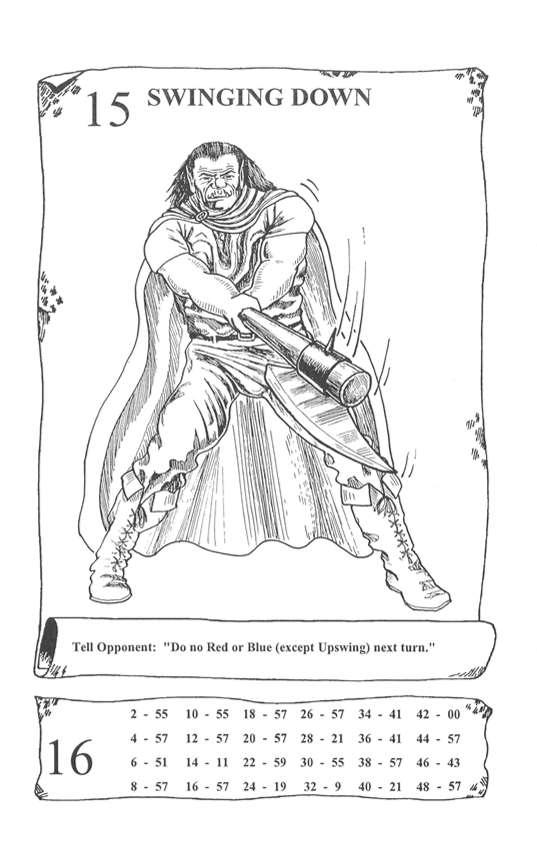 15 SWINGING DOWN
Tell Opponent: "Do no Red or Blue (except Upswing) next turn."
16
2 - 55 10 - 55 18 - 57 26 - 57 34 - 41 42 - 00
4 - 57 12 - 57 20 - 57 28 - 21 36 - 41 44 - 57
6 - 51 14 - 11 22 - 59 30 - 55 38 - 57 46 - 43
8 - 57 16 - 57 24 - 19 32 - 9 40 - 21 48 - 57